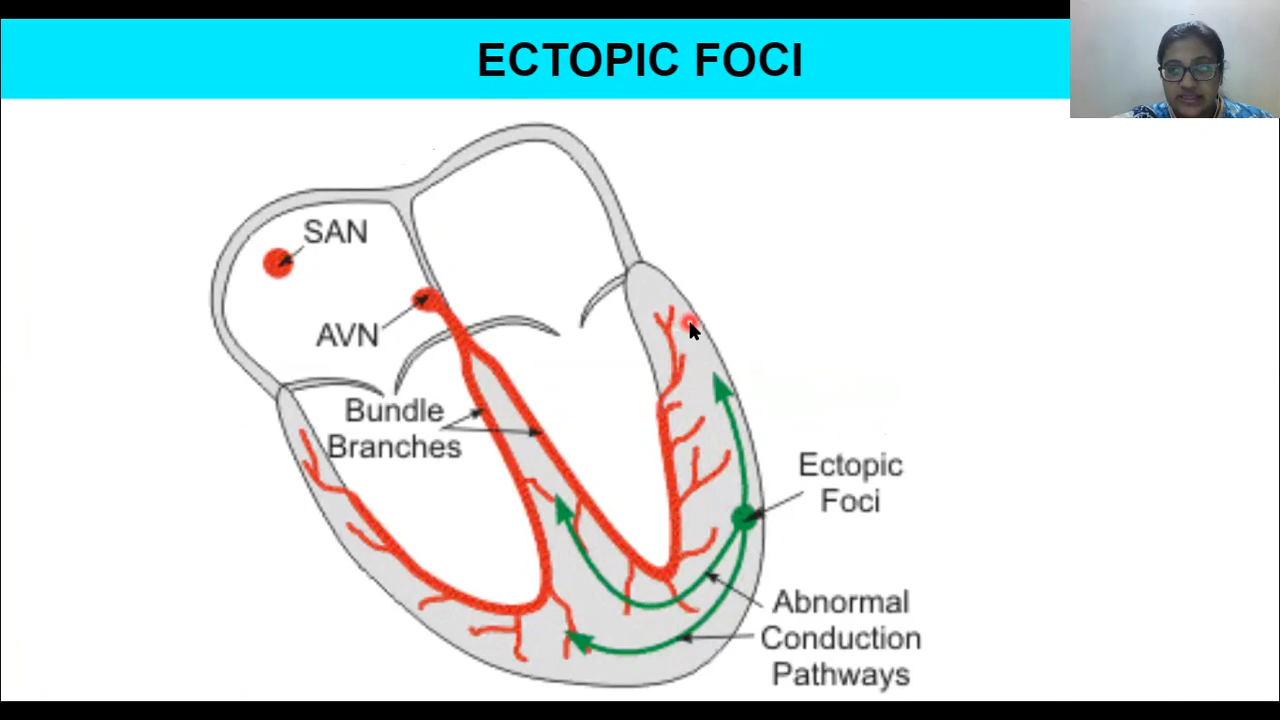 ECTOPIC FOCI
SAN
AVN
Bundle
Branches
Ectopic
Foci
Abnormal
Conduction
Pathways